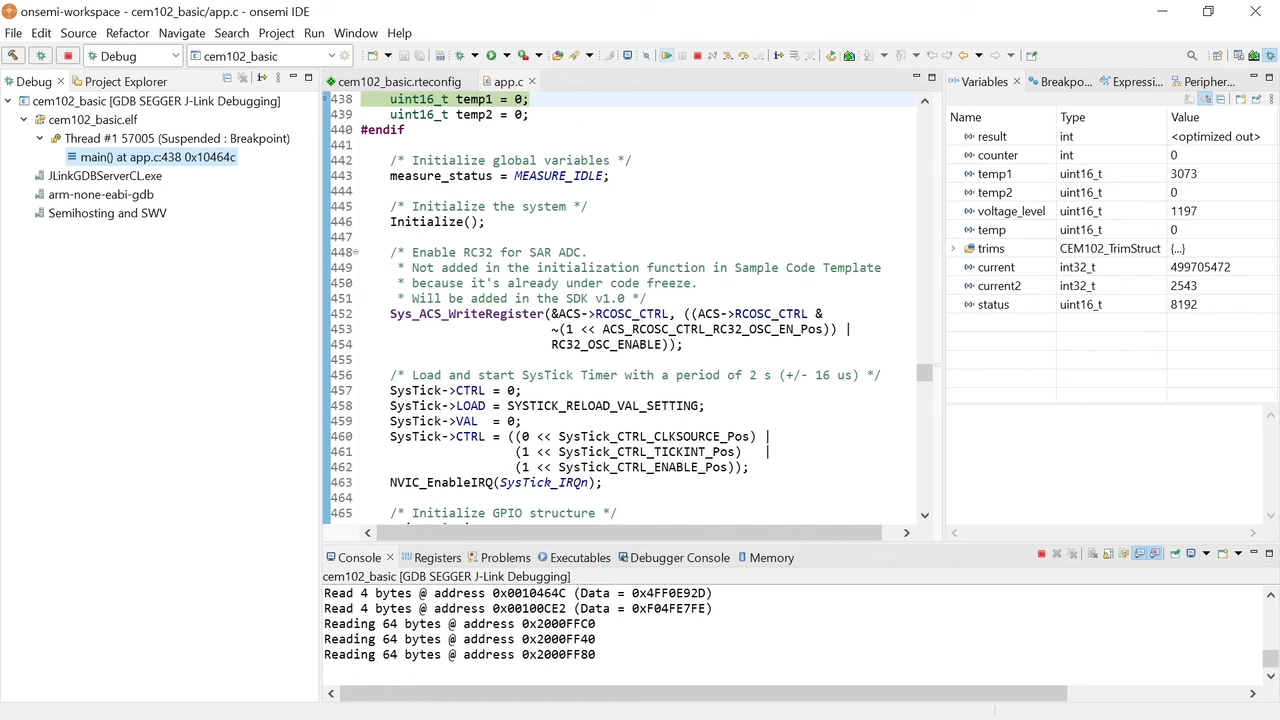 onsemi-workspace - cem102_basic/app.c - onsemi IDE
File Edit Source Refactor Navigate Search Project Run Window Help
Debug cem102_basic
Debug Project Explorer
cem102_basic [GDB SEGGER J-Link Debugging]
cem102_basic.elf
Thread #1 57005 (Suspended : Breakpoint)
main() at app.c:438 0x10464c
JLinkGDBServerCL.exe
arm-none-eabi-gdb
Semihosting and SWV
cem102_basic.rteconfig app.c
438 uint16_t temp1 = 0;
439 uint16_t temp2 = 0;
440 #endif
441
442 /* Initialize global variables */
443 measure_status = MEASURE_IDLE;
444
445 /* Initialize the system */
446 Initialize();
447
448 /* Enable RC32 for SAR ADC.
449 * Not added in the initialization function in Sample Code Template
450 * because it's already under code freeze.
451 * Will be added in the SDK v1.0 */
452 Sys_ACS_WriteRegister(&ACS->RCOSC_CTRL, ((ACS->RCOSC_CTRL &
453 ~(1 << ACS_RCOSC_CTRL_RC32_OSC_EN_Pos)) |
454 RC32_OSC_ENABLE));
455
456 /* Load and start SysTick Timer with a period of 2 s (+/- 16 us) */
457 SysTick->CTRL = 0;
458 SysTick->LOAD = SYSTICK_RELOAD_VAL_SETTING;
459 SysTick->VAL  = 0;
460 SysTick->CTRL = ((0 << SysTick_CTRL_CLKSOURCE_Pos) |
461 (1 << SysTick_CTRL_TICKINT_Pos)   |
462 (1 << SysTick_CTRL_ENABLE_Pos));
463 NVIC_EnableIRQ(SysTick_IRQn);
464
465 /* Initialize GPIO structure */
Variables Breakpo... Expressi... Peripher...
Name Type Value
result int <optimized out>
counter int 0
temp1 uint16_t 3073
temp2 uint16_t 0
voltage_level uint16_t 1197
temp uint16_t 0
trims CEM102_TrimStruct {...}
current int32_t 499705472
current2 int32_t 2543
status uint16_t 8192
Console Registers Problems Executables Debugger Console Memory
cem102_basic [GDB SEGGER J-Link Debugging]
Read 4 bytes @ address 0x0010464C (Data = 0x4FF0E92D)
Read 4 bytes @ address 0x00100CE2 (Data = 0xF04FE7FE)
Reading 64 bytes @ address 0x2000FFC0
Reading 64 bytes @ address 0x2000FF40
Reading 64 bytes @ address 0x2000FF80